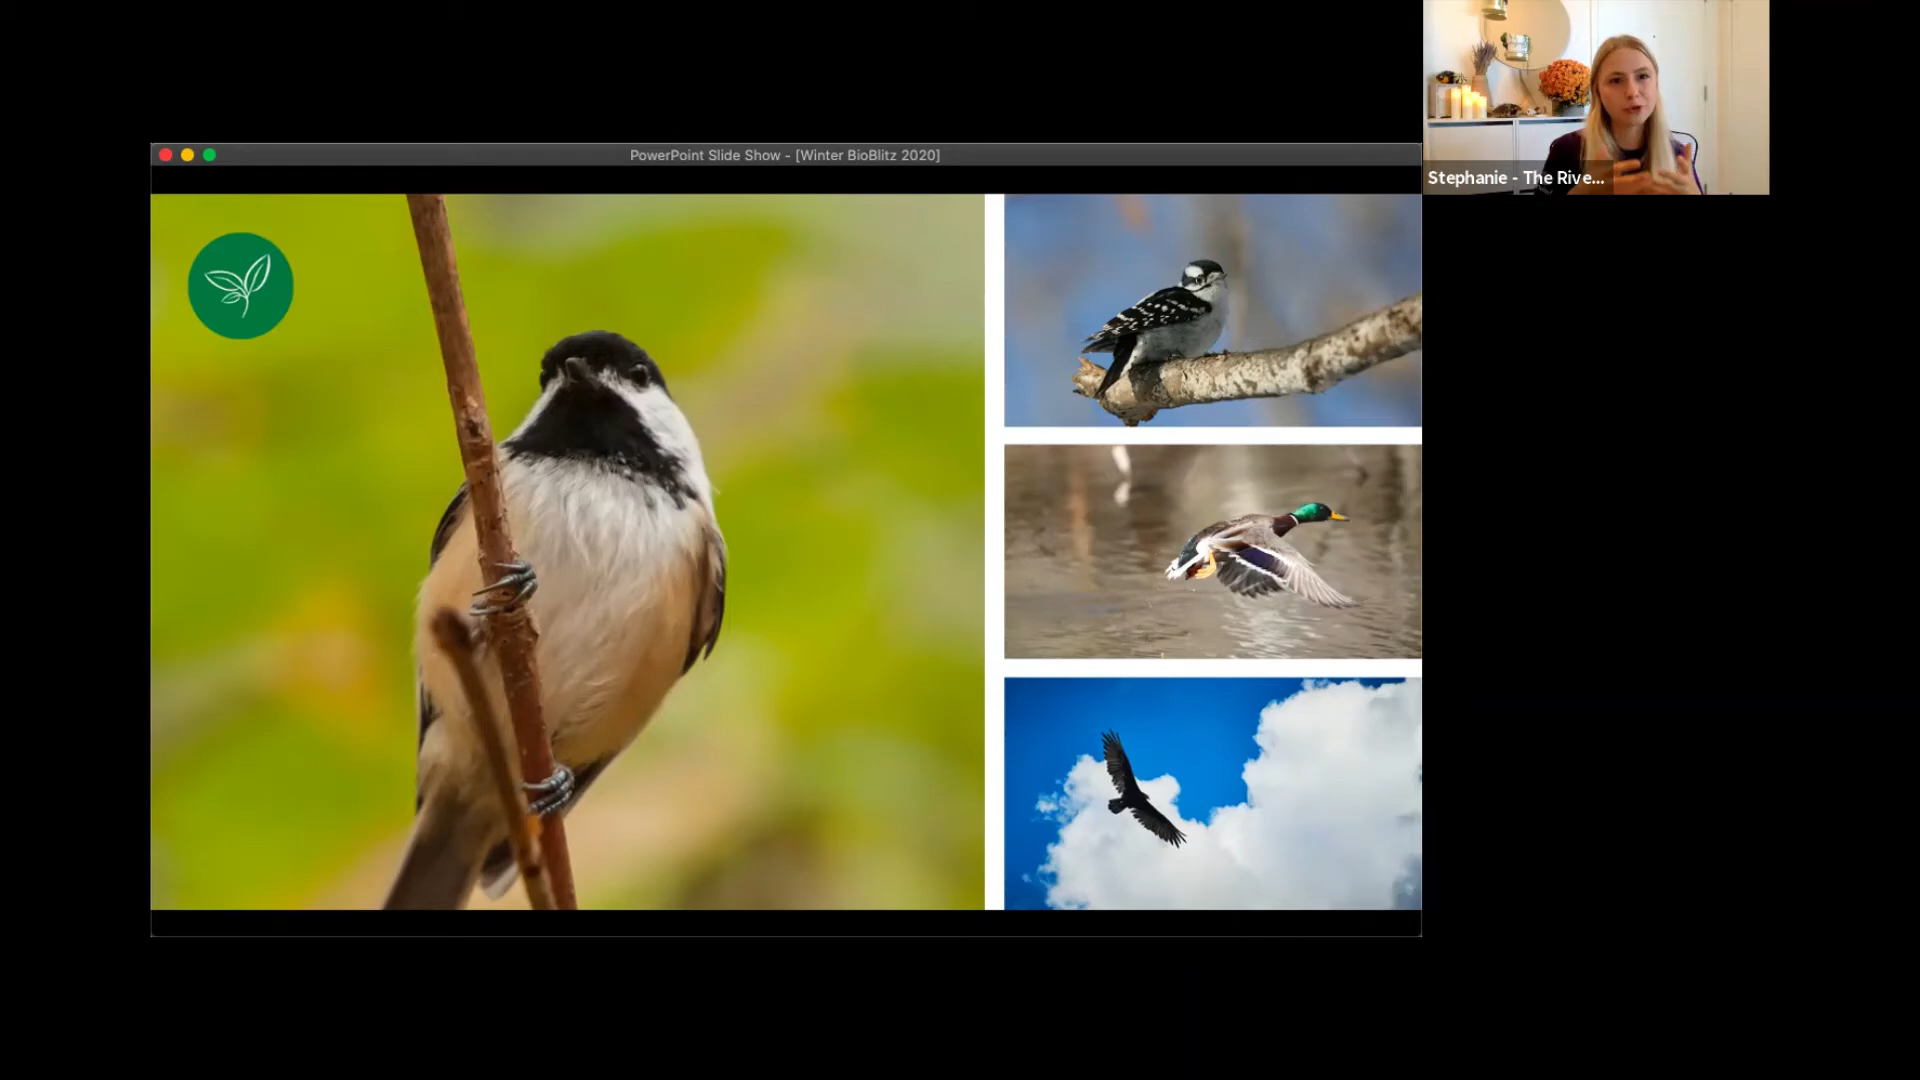 PowerPoint Slide Show - [Winter BioBlitz 2020]
Stephanie - The Rive...